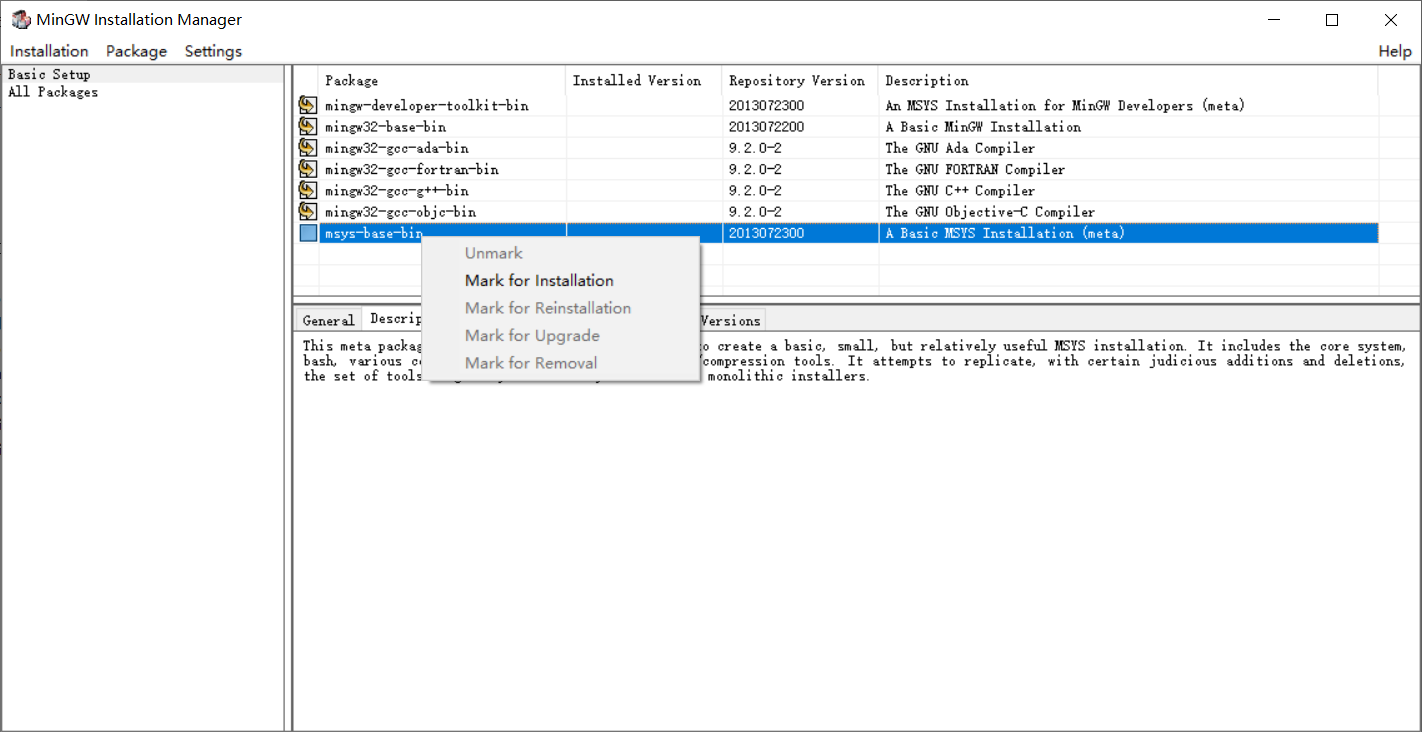 MinGW Installation Manager
Installation Package Settings Help
Basic Setup
All Packages
Package Installed Version Repository Version Description
mingw-developer-toolkit-bin 2013072300 An MSYS Installation for MinGW Developers (meta)
mingw32-base-bin 2013072200 A Basic MinGW Installation
mingw32-gcc-ada-bin 9.2.0-2 The GNU Ada Compiler
mingw32-gcc-fortran-bin 9.2.0-2 The GNU FORTRAN Compiler
mingw32-gcc-g++-bin 9.2.0-2 The GNU C++ Compiler
mingw32-gcc-objc-bin 9.2.0-2 The GNU Objective-C Compiler
msys-base-bin 2013072300 A Basic MSYS Installation (meta)
Unmark
Mark for Installation
Mark for Reinstallation
Mark for Upgrade
Mark for Removal
General Descrip Versions
This meta packag o create a basic, small, but relatively useful MSYS installation. It includes the core system,
bash, various c /compression tools. It attempts to replicate, with certain judicious additions and deletions,
the set of tools monolithic installers.